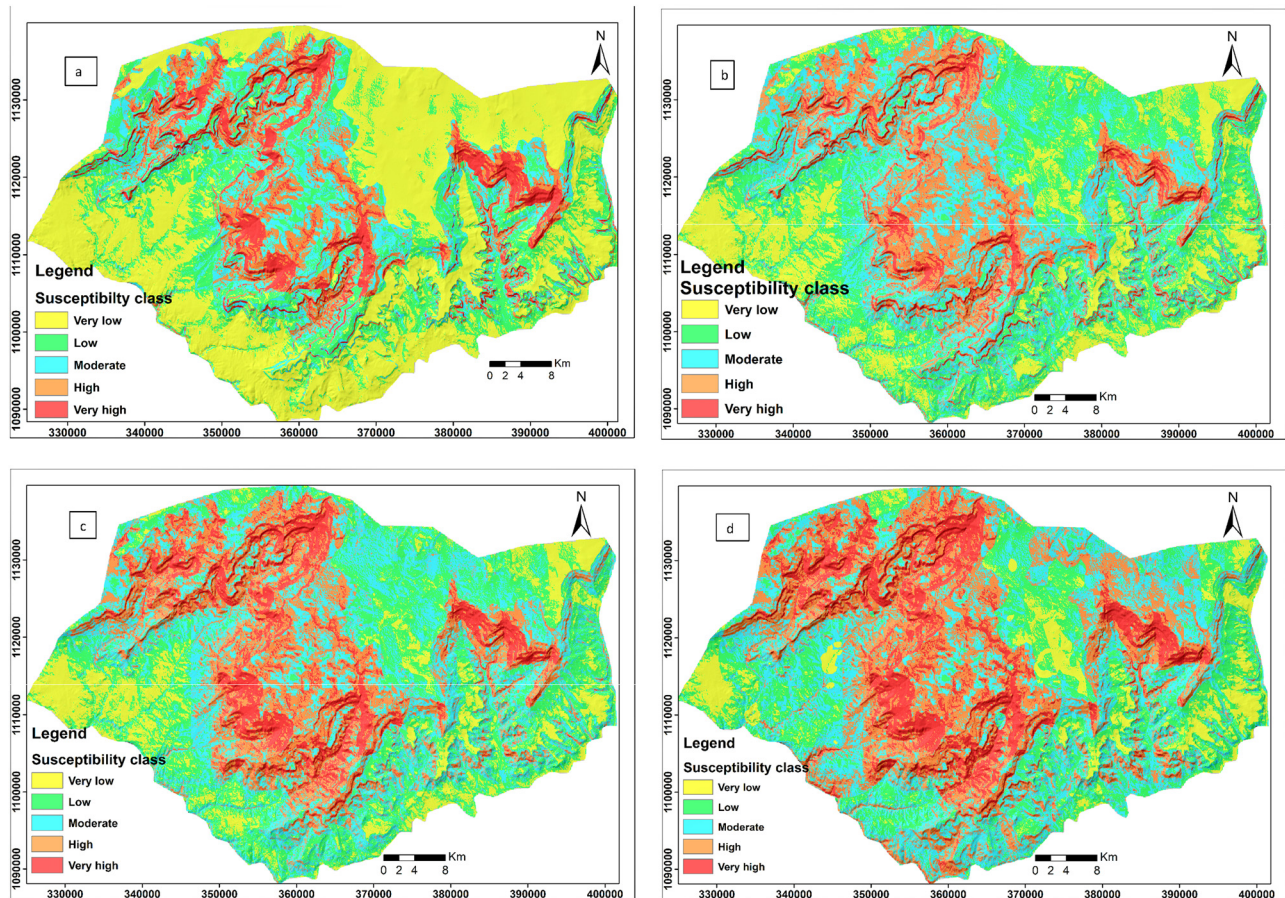 a
N
1130000
1120000
1110000
1100000
1090000
Legend
Susceptibilty class
Very low
Low
Moderate
High
Very high
Km
0 2 4 8
330000 340000 350000 360000 370000 380000 390000 400000
b
N
1130000
1120000
1110000
1100000
1090000
Legend
Susceptibility class
Very low
Low
Moderate
High
Very high
Km
0 2 4 8
330000 340000 350000 360000 370000 380000 390000 400000
c
N
1130000
1120000
1110000
1100000
1090000
Legend
Susceptibility class
Very low
Low
Moderate
High
Very high
Km
0 2 4 8
330000 340000 350000 360000 370000 380000 390000 400000
d
N
1130000
1120000
1110000
1100000
1090000
Legend
Susceptibility class
Very low
Low
Moderate
High
Very high
Km
0 2 4 8
330000 340000 350000 360000 370000 380000 390000 400000